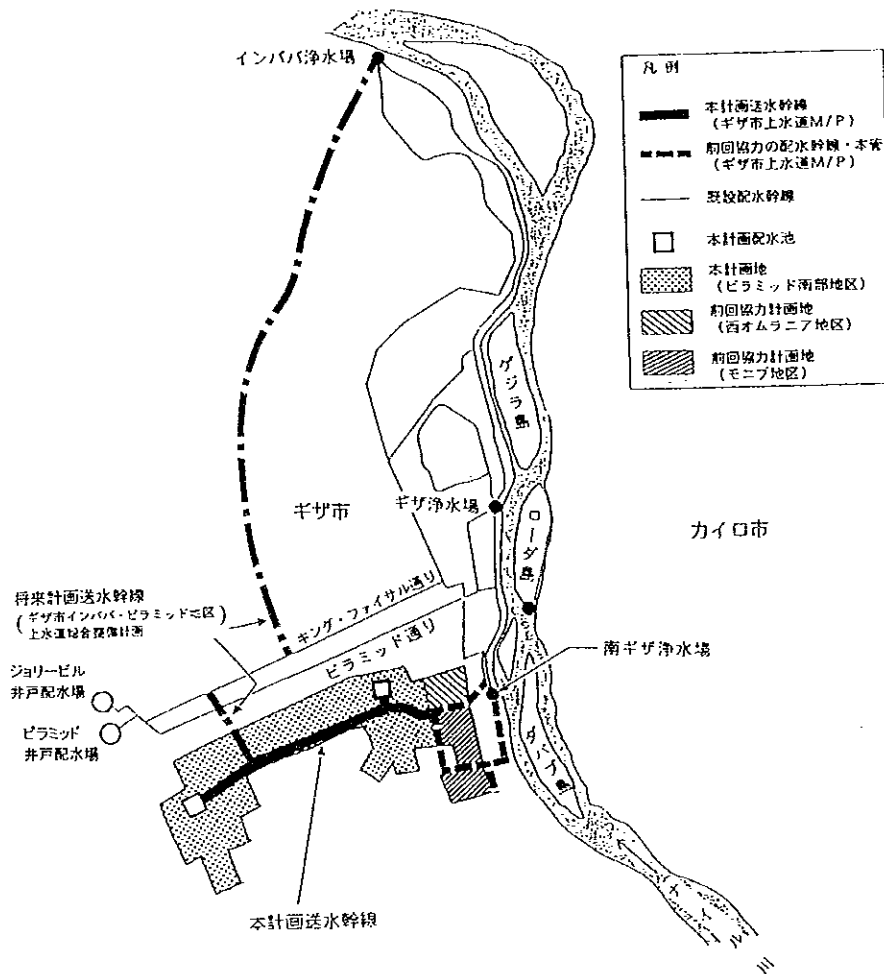 インババ浄水場
凡例
本計画送水幹線
(ギザ市上水道M/P)
前回協力の配水幹線・本管
(ギザ市上水道M/P)
既設配水幹線
本計画配水池
本計画地
(ピラミッド南部地区)
前回協力計画地
(西オムラニア地区)
前回協力計画地
(モニブ地区)
ゲジラ島
ギザ市
ギザ浄水場
ローダ島
カイロ市
将来計画送水幹線
(ギザ市インババ・ピラミッド地区
上水道総合整備計画)
キング・ファイサル通り
ピラミッド通り
南ギザ浄水場
ジョリービル
井戸配水場
ピラミッド
井戸配水場
ダハブ島
本計画送水幹線
ナイル川